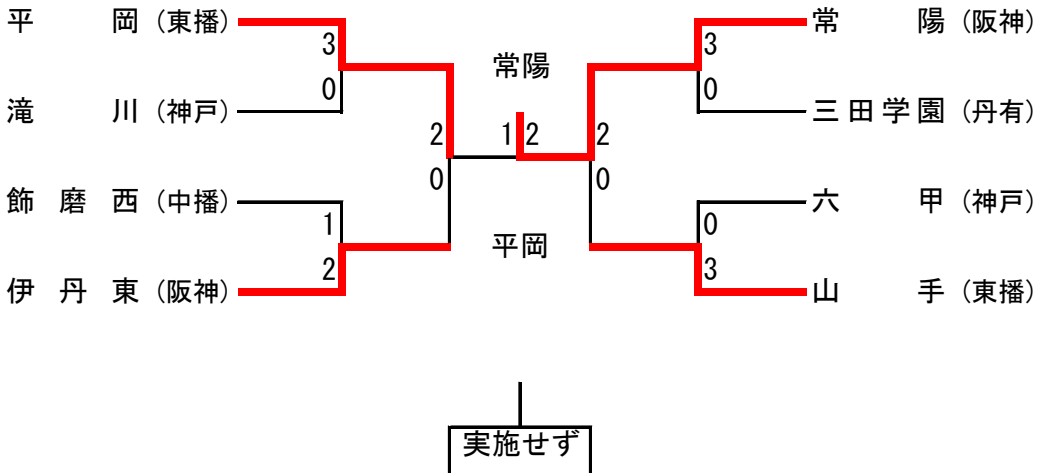 平岡(東播) 3 常陽 3 常陽(阪神)
滝川(神戸) 0 0 三田学園(丹有)
2 1 2 2
飾磨西(中播) 1 0 0 0 六甲(神戸)
伊丹東(阪神) 2 平岡 3 山手(東播)
実施せず